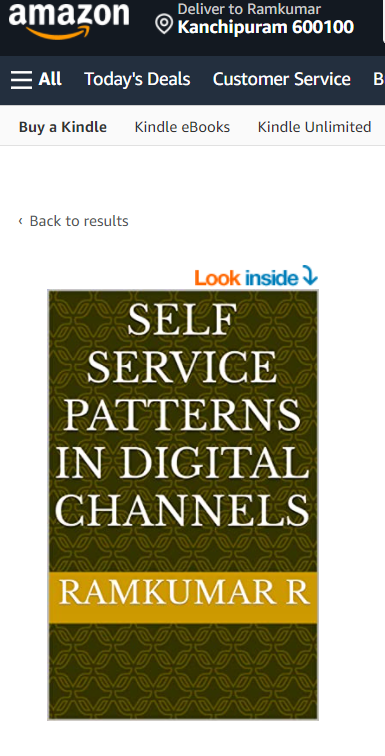 amazon
Deliver to Ramkumar
Kanchipuram 600100
All Today's Deals Customer Service B
Buy a Kindle Kindle eBooks Kindle Unlimited
‹ Back to results
Look inside
SELF
SERVICE
PATTERNS
IN DIGITAL
CHANNELS
RAMKUMAR R